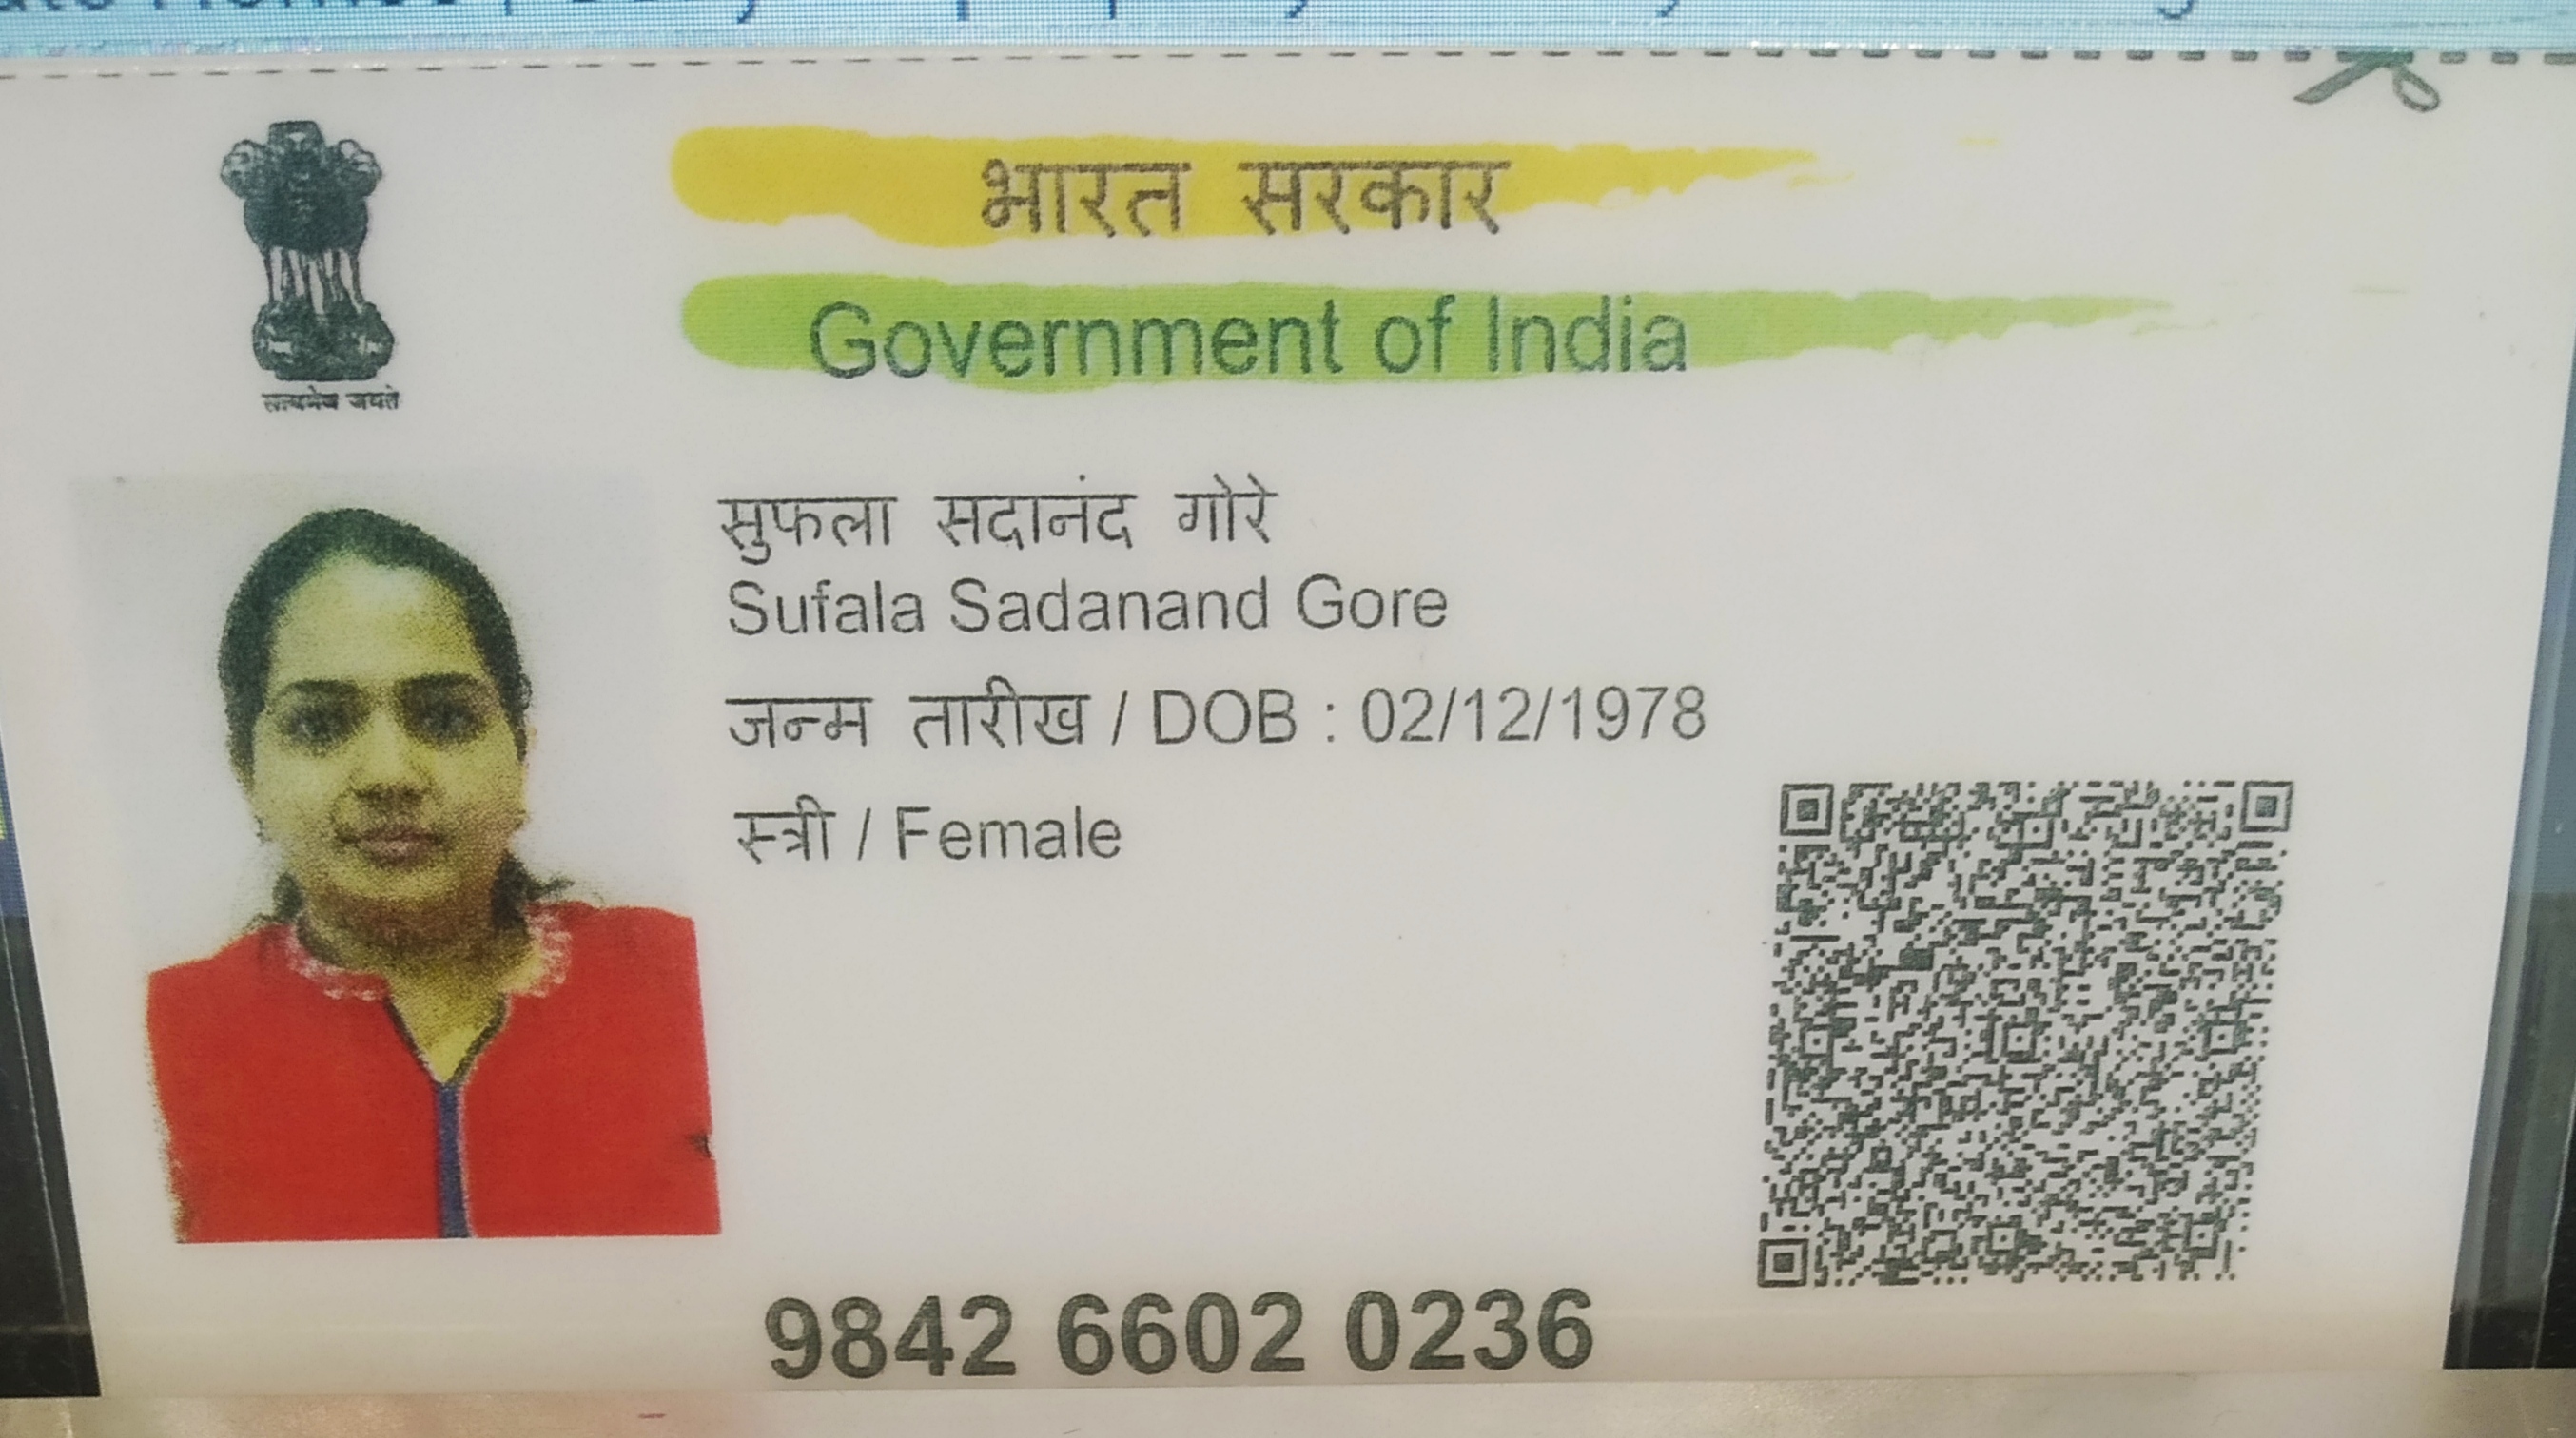 भारत सरकार
Government of India
सत्यमेव जयते
सुफला सदानंद गोरे
Sufala Sadanand Gore
जन्म तारीख / DOB : 02/12/1978
स्त्री / Female
9842 6602 0236